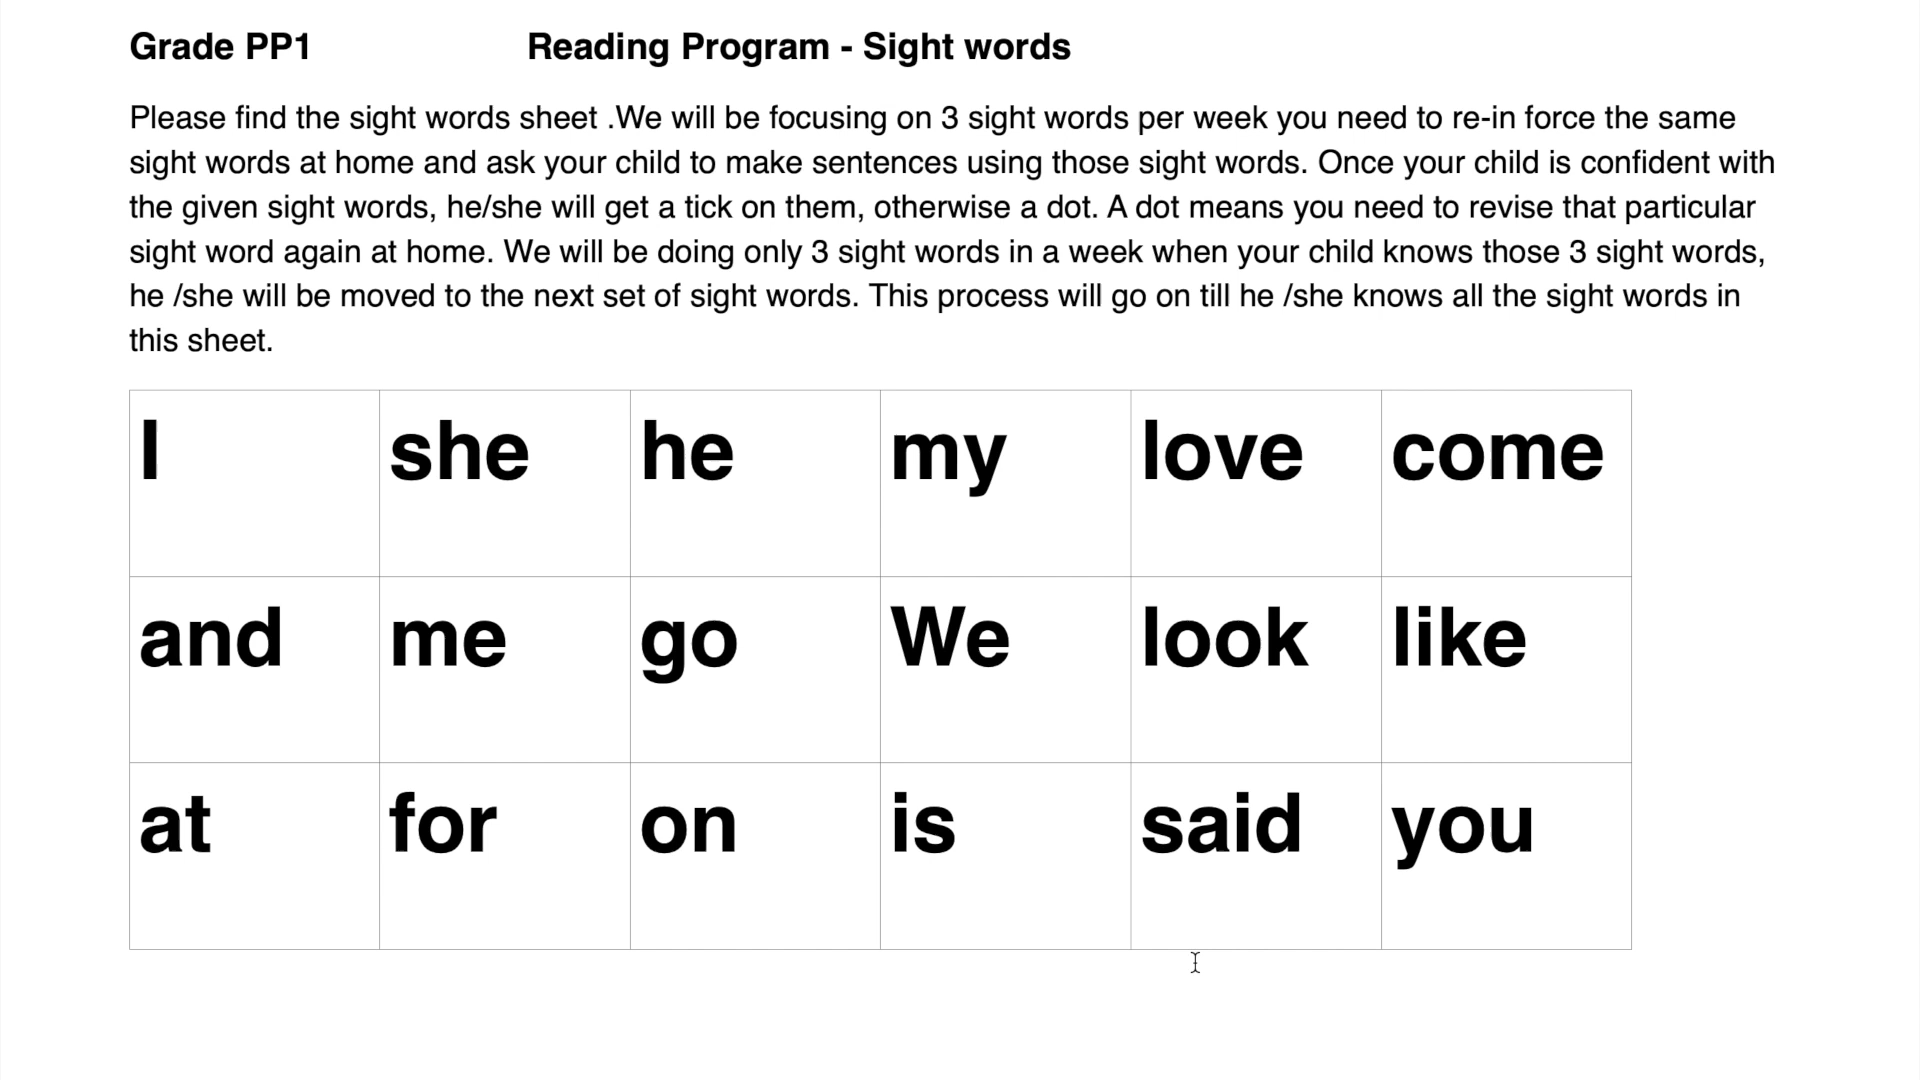 Grade PP1 Reading Program - Sight words
Please find the sight words sheet .We will be focusing on 3 sight words per week you need to re-in force the same
sight words at home and ask your child to make sentences using those sight words. Once your child is confident with
the given sight words, he/she will get a tick on them, otherwise a dot. A dot means you need to revise that particular
sight word again at home. We will be doing only 3 sight words in a week when your child knows those 3 sight words,
he /she will be moved to the next set of sight words. This process will go on till he /she knows all the sight words in
this sheet.
I she he my love come
and me go We look like
at for on is said you